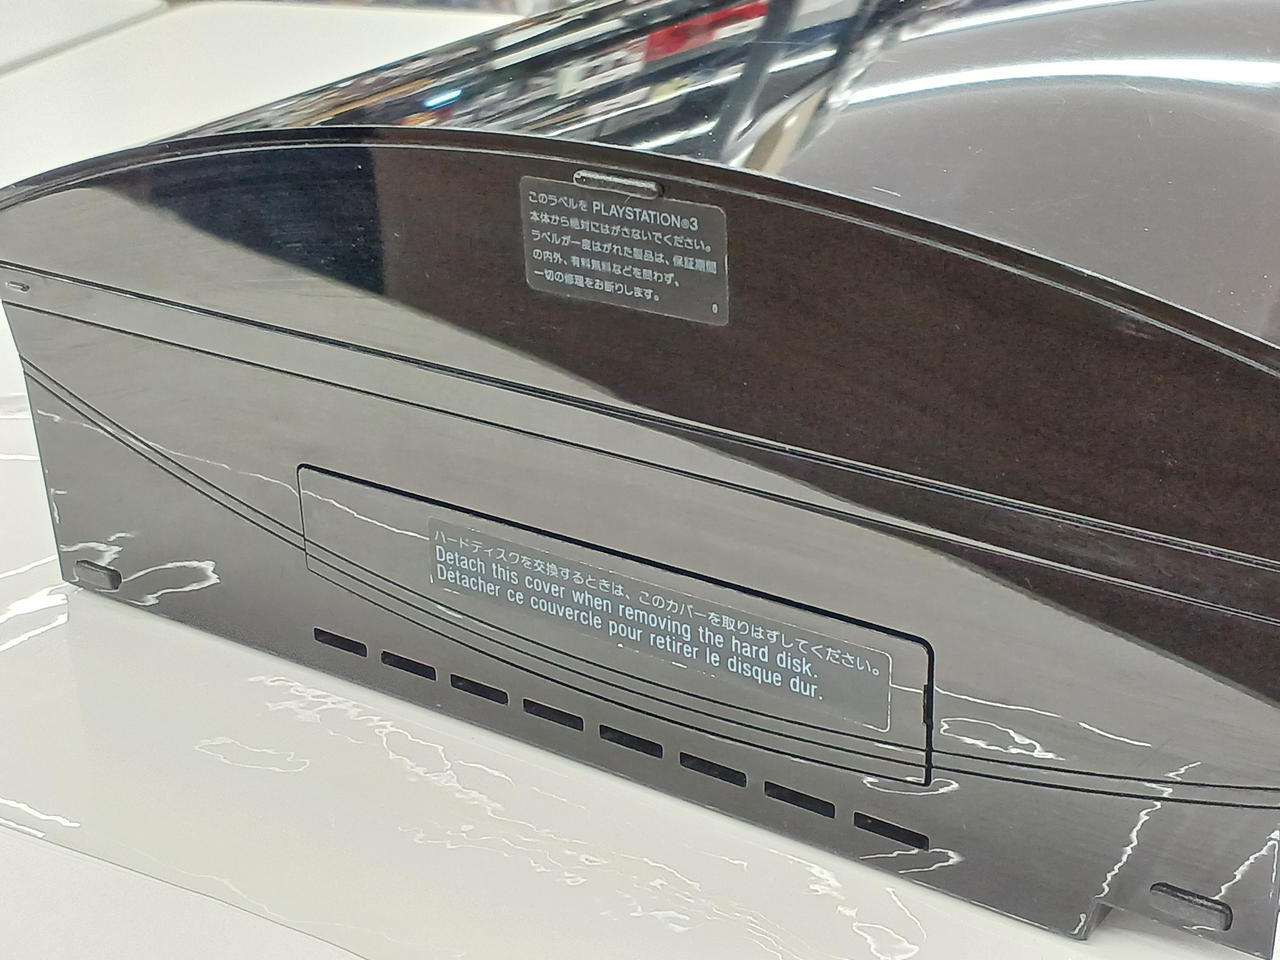 このラベルを PLAYSTATION®3
本体から絶対にはがさないでください。
ラベルが一度はがれた製品は、保証期間
の内外、有料無料などを問わず、
一切の修理をお断りします。
0
ハードディスクを交換するときは、このカバーを取りはずしてください。
Detach this cover when removing the hard disk.
Détacher ce couvercle pour retirer le disque dur.